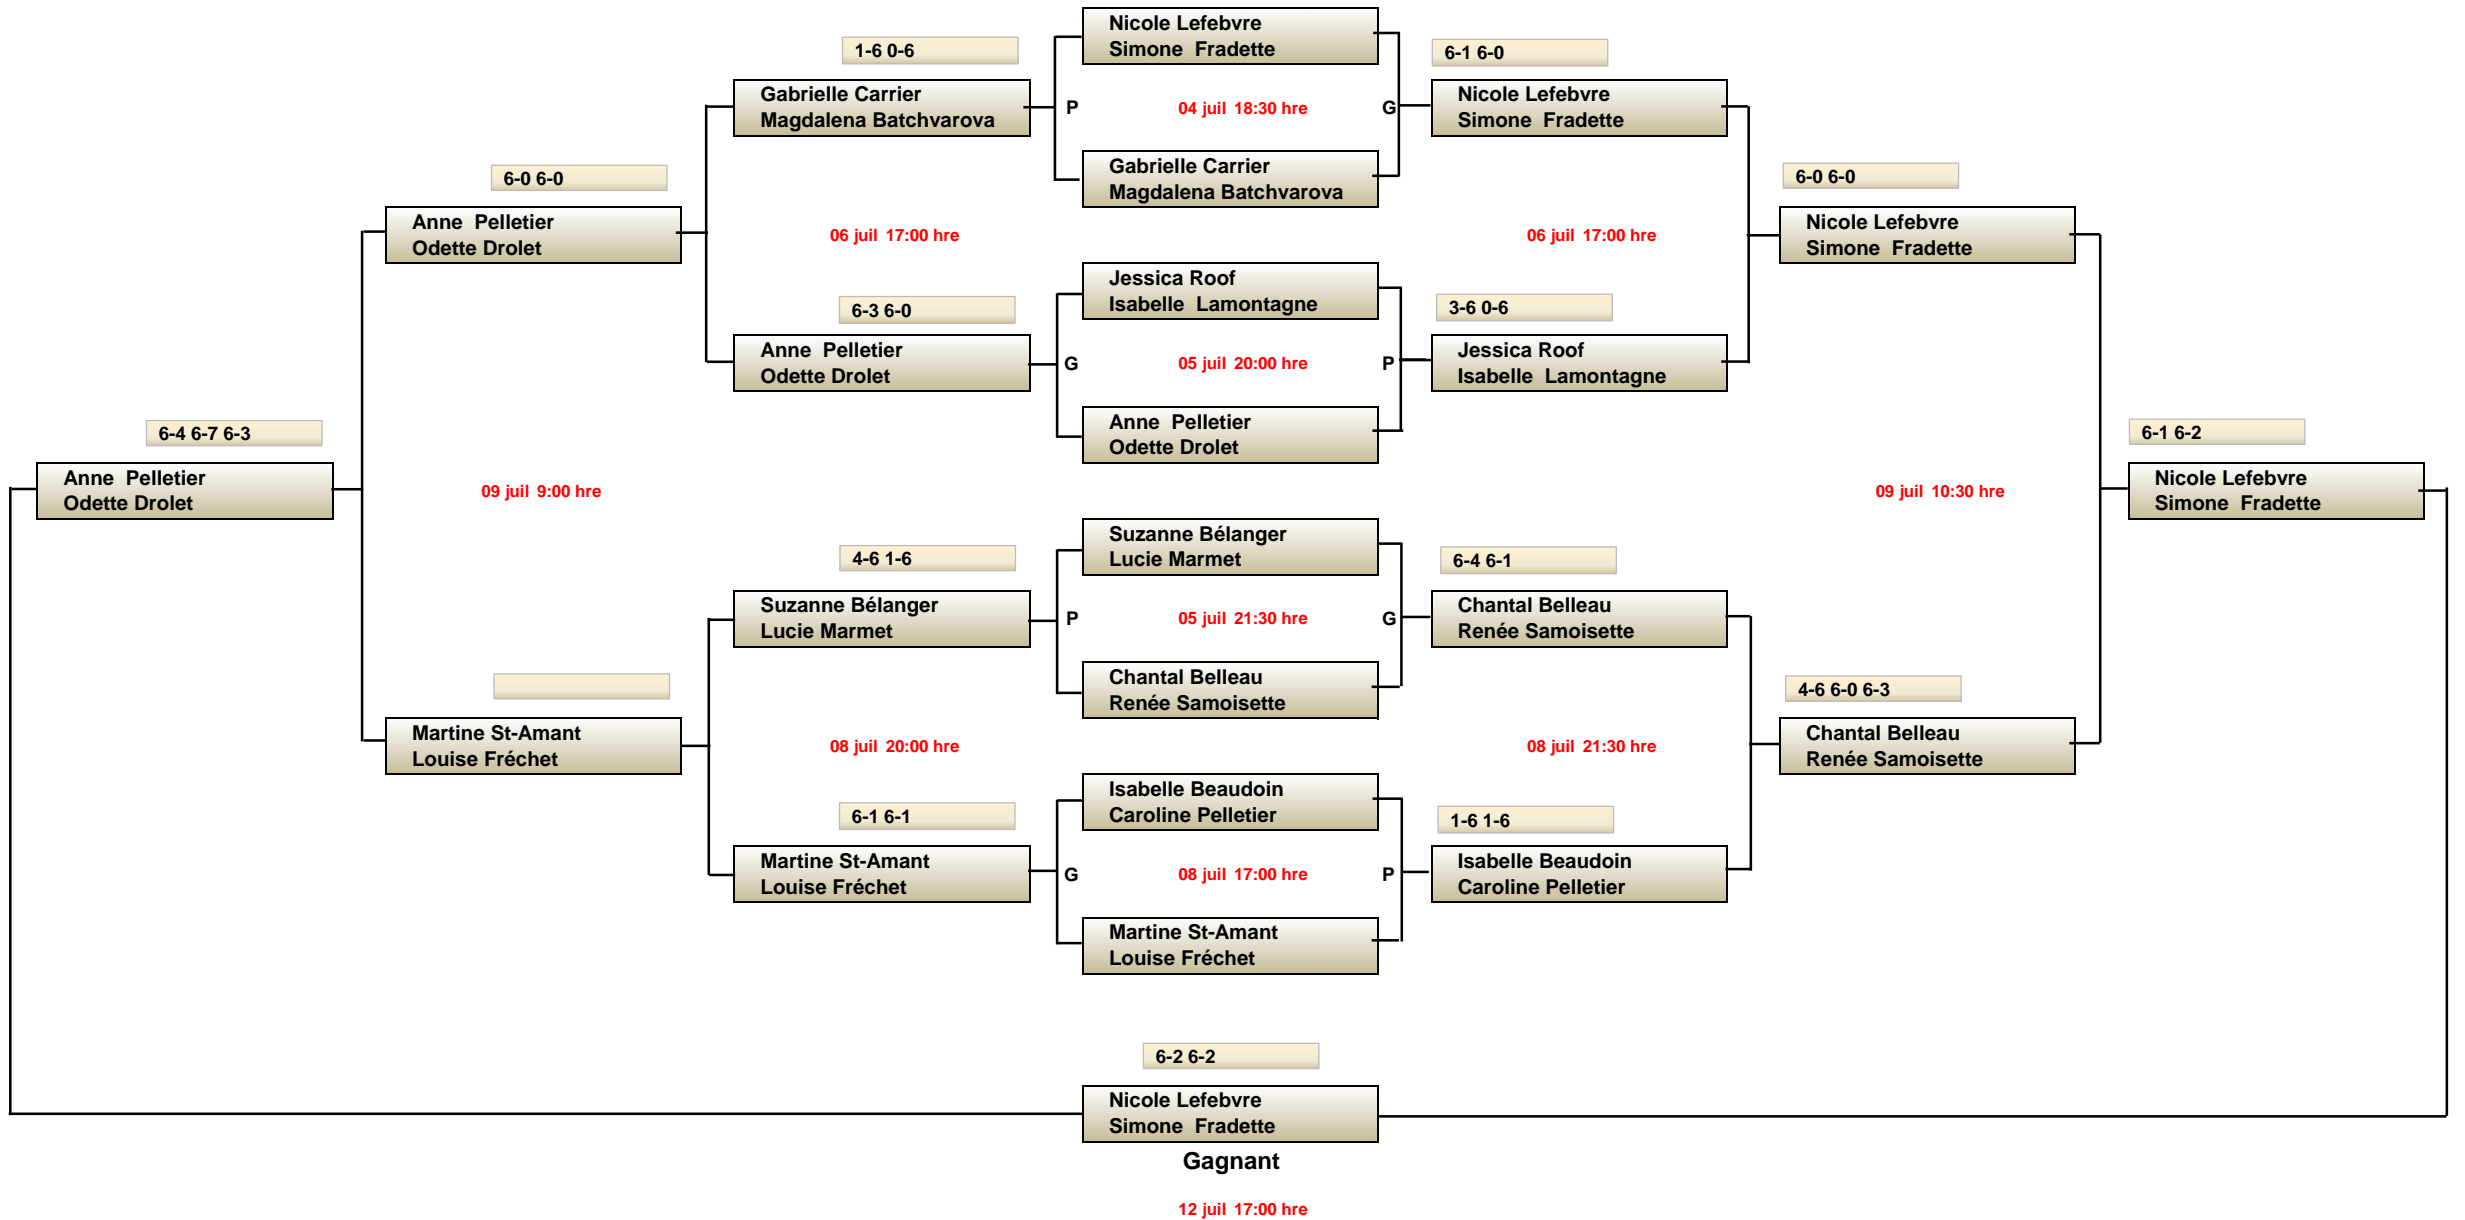 Nicole Lefebvre
Simone Fradette
1-6 0-6
6-1 6-0
Gabrielle Carrier
Magdalena Batchvarova
P
04 juil 18:30 hre
G
Nicole Lefebvre
Simone Fradette
Gabrielle Carrier
Magdalena Batchvarova
6-0 6-0
6-0 6-0
Anne Pelletier
Odette Drolet
06 juil 17:00 hre
06 juil 17:00 hre
Nicole Lefebvre
Simone Fradette
Jessica Roof
Isabelle Lamontagne
6-3 6-0
3-6 0-6
Anne Pelletier
Odette Drolet
G
05 juil 20:00 hre
P
Jessica Roof
Isabelle Lamontagne
Anne Pelletier
Odette Drolet
6-4 6-7 6-3
6-1 6-2
Anne Pelletier
Odette Drolet
09 juil 9:00 hre
09 juil 10:30 hre
Nicole Lefebvre
Simone Fradette
Suzanne Bélanger
Lucie Marmet
4-6 1-6
6-4 6-1
Suzanne Bélanger
Lucie Marmet
P
05 juil 21:30 hre
G
Chantal Belleau
Renée Samoisette
Chantal Belleau
Renée Samoisette
4-6 6-0 6-3
Martine St-Amant
Louise Fréchet
08 juil 20:00 hre
08 juil 21:30 hre
Chantal Belleau
Renée Samoisette
Isabelle Beaudoin
Caroline Pelletier
6-1 6-1
1-6 1-6
Martine St-Amant
Louise Fréchet
G
08 juil 17:00 hre
P
Isabelle Beaudoin
Caroline Pelletier
Martine St-Amant
Louise Fréchet
6-2 6-2
Nicole Lefebvre
Simone Fradette
Gagnant
12 juil 17:00 hre